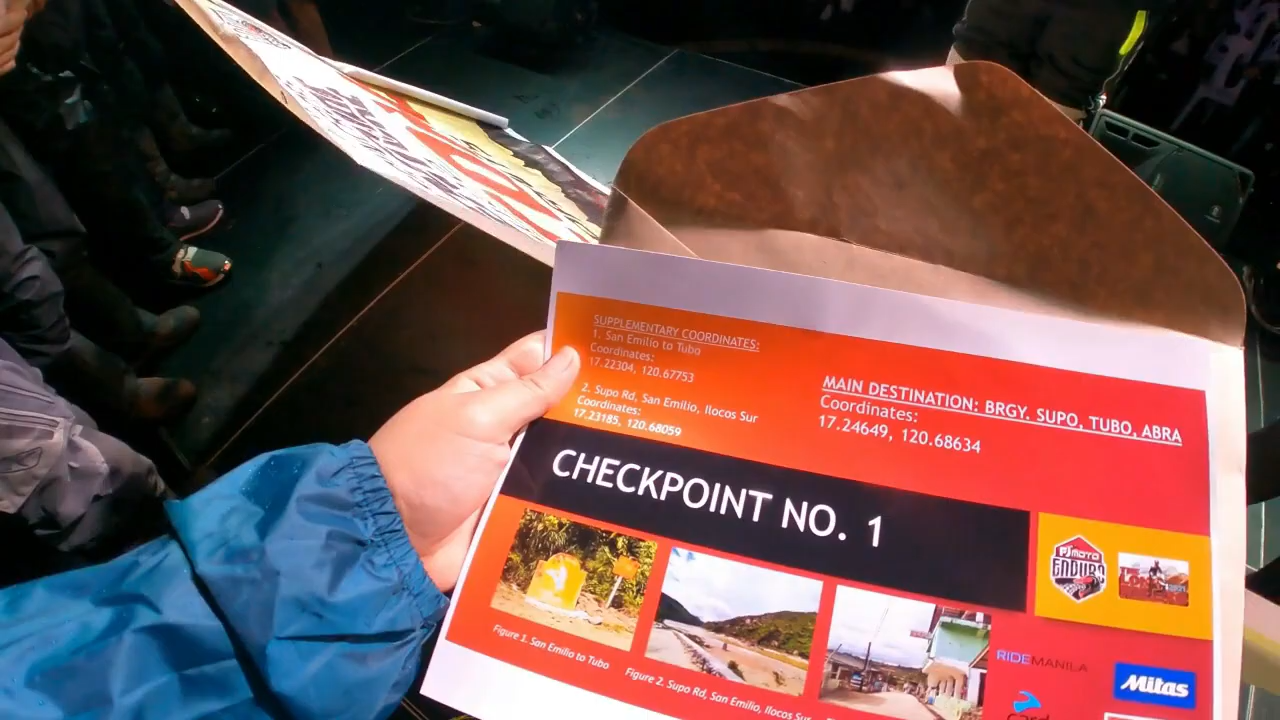 SUPPLEMENTARY COORDINATES:
1. San Emilio to Tubo
Coordinates:
17.22304, 120.67753
2. Supo Rd, San Emilio, Ilocos Sur
Coordinates:
17.23185, 120.68059
MAIN DESTINATION: BRGY. SUPO, TUBO, ABRA
Coordinates:
17.24649, 120.68634
CHECKPOINT NO. 1
MOTO
ENDURO
Figure 1. San Emilio to Tubo
Figure 2. Supo Rd, San Emilio, Ilocos Sur
RIDEMANILA
Mitas
card